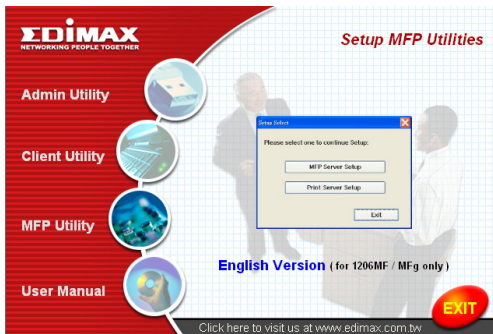 EDIMAX
NETWORKING PEOPLE TOGETHER
Setup MFP Utilities
Admin Utility
Client Utility
MFP Utility
User Manual
Setup Select
Please select one to continue Setup:
MFP Server Setup
Print Server Setup
Exit
English Version ( for 1206MF / MFg only )
EXIT
Click here to visit us at www.edimax.com.tw